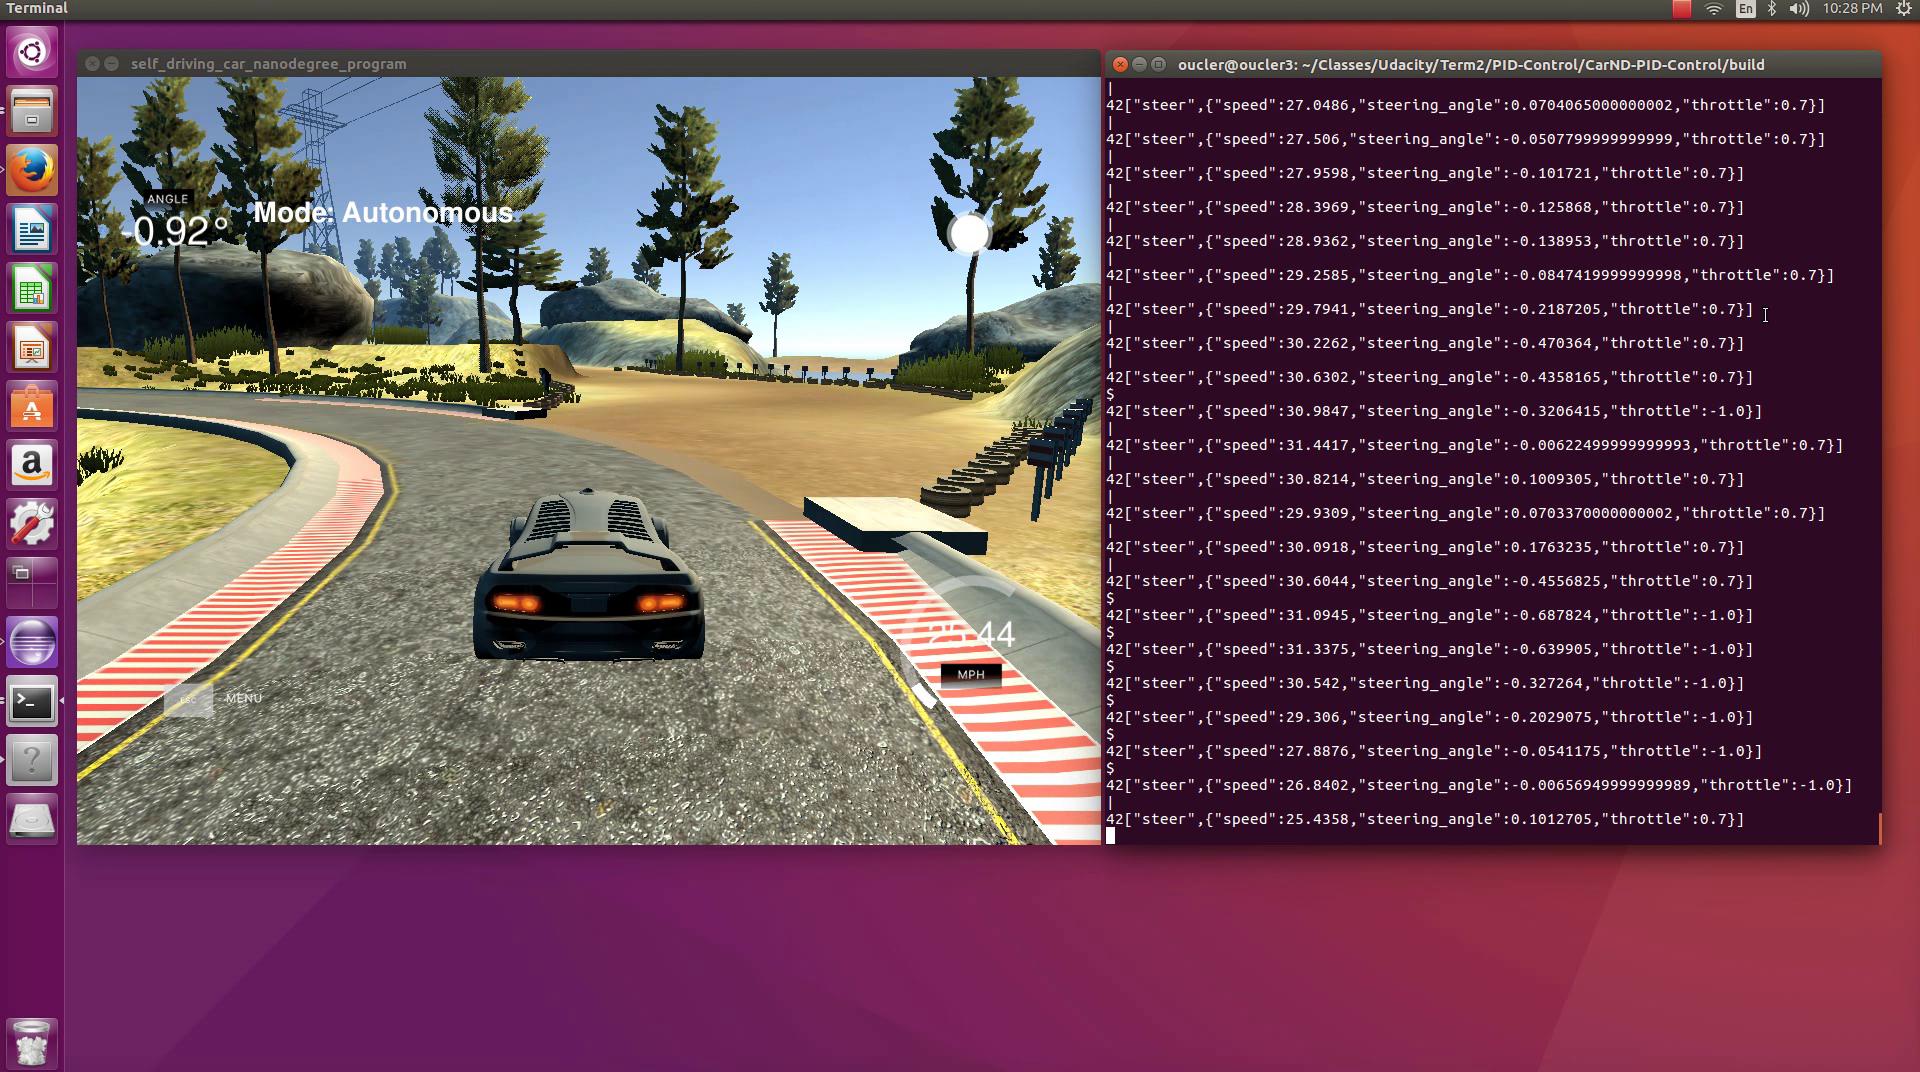 Terminal
En
10:28 PM
self_driving_car_nanodegree_program
ANGLE
-0.92°
Mode: Autonomous
25.44
MPH
ESC
MENU
oucler@oucler3: ~/Classes/Udacity/Term2/PID-Control/CarND-PID-Control/build
|
42["steer",{"speed":27.0486,"steering_angle":0.0704065000000002,"throttle":0.7}]
|
42["steer",{"speed":27.506,"steering_angle":-0.0507799999999999,"throttle":0.7}]
|
42["steer",{"speed":27.9598,"steering_angle":-0.101721,"throttle":0.7}]
|
42["steer",{"speed":28.3969,"steering_angle":-0.125868,"throttle":0.7}]
|
42["steer",{"speed":28.9362,"steering_angle":-0.138953,"throttle":0.7}]
|
42["steer",{"speed":29.2585,"steering_angle":-0.0847419999999998,"throttle":0.7}]
|
42["steer",{"speed":29.7941,"steering_angle":-0.2187205,"throttle":0.7}]
|
42["steer",{"speed":30.2262,"steering_angle":-0.470364,"throttle":0.7}]
|
42["steer",{"speed":30.6302,"steering_angle":-0.4358165,"throttle":0.7}]
$
42["steer",{"speed":30.9847,"steering_angle":-0.3206415,"throttle":-1.0}]
|
42["steer",{"speed":31.4417,"steering_angle":-0.00622499999999993,"throttle":0.7}]
|
42["steer",{"speed":30.8214,"steering_angle":0.1009305,"throttle":0.7}]
|
42["steer",{"speed":29.9309,"steering_angle":0.0703370000000002,"throttle":0.7}]
|
42["steer",{"speed":30.0918,"steering_angle":0.1763235,"throttle":0.7}]
|
42["steer",{"speed":30.6044,"steering_angle":-0.4556825,"throttle":0.7}]
$
42["steer",{"speed":31.0945,"steering_angle":-0.687824,"throttle":-1.0}]
$
42["steer",{"speed":31.3375,"steering_angle":-0.639905,"throttle":-1.0}]
$
42["steer",{"speed":30.542,"steering_angle":-0.327264,"throttle":-1.0}]
$
42["steer",{"speed":29.306,"steering_angle":-0.2029075,"throttle":-1.0}]
$
42["steer",{"speed":27.8876,"steering_angle":-0.0541175,"throttle":-1.0}]
$
42["steer",{"speed":26.8402,"steering_angle":-0.00656949999999989,"throttle":-1.0}]
|
42["steer",{"speed":25.4358,"steering_angle":0.1012705,"throttle":0.7}]